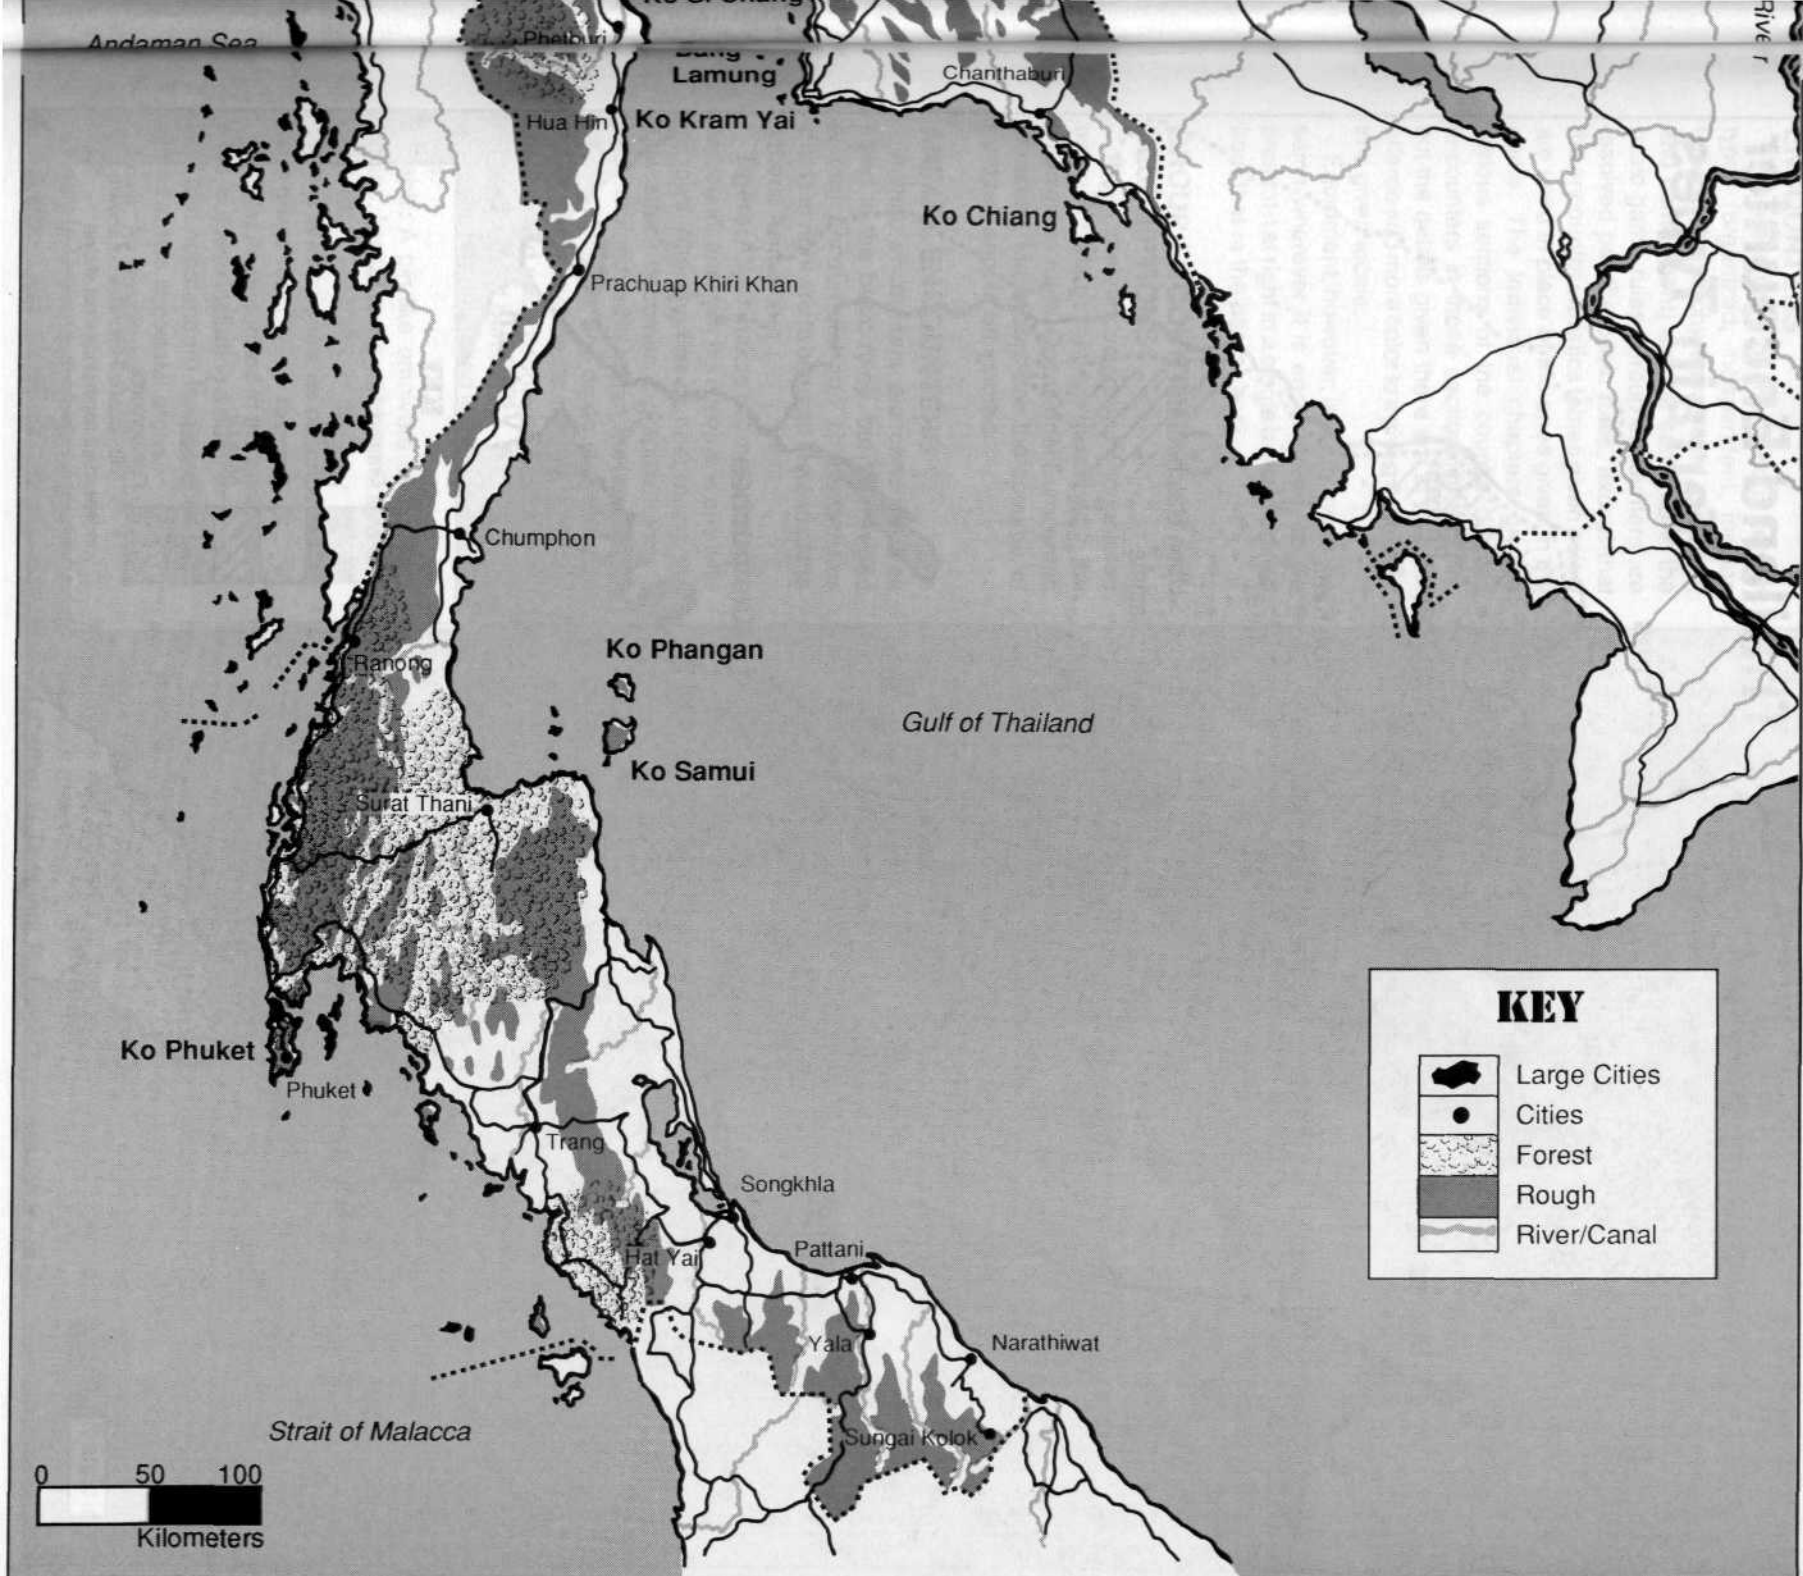 Andaman Sea
Phetburi
Lamung
Chanthaburi
River
Hua Hin
Ko Kram Yai
Ko Chiang
Prachuap Khiri Khan
Chumphon
Ranong
Ko Phangan
Gulf of Thailand
Ko Samui
Surat Thani
Ko Phuket
Phuket
Trang
Songkhla
Hat Yai
Pattani
Yala
Narathiwat
Sungai Kolok
Strait of Malacca
0 50 100
Kilometers
KEY
Large Cities
Cities
Forest
Rough
River/Canal